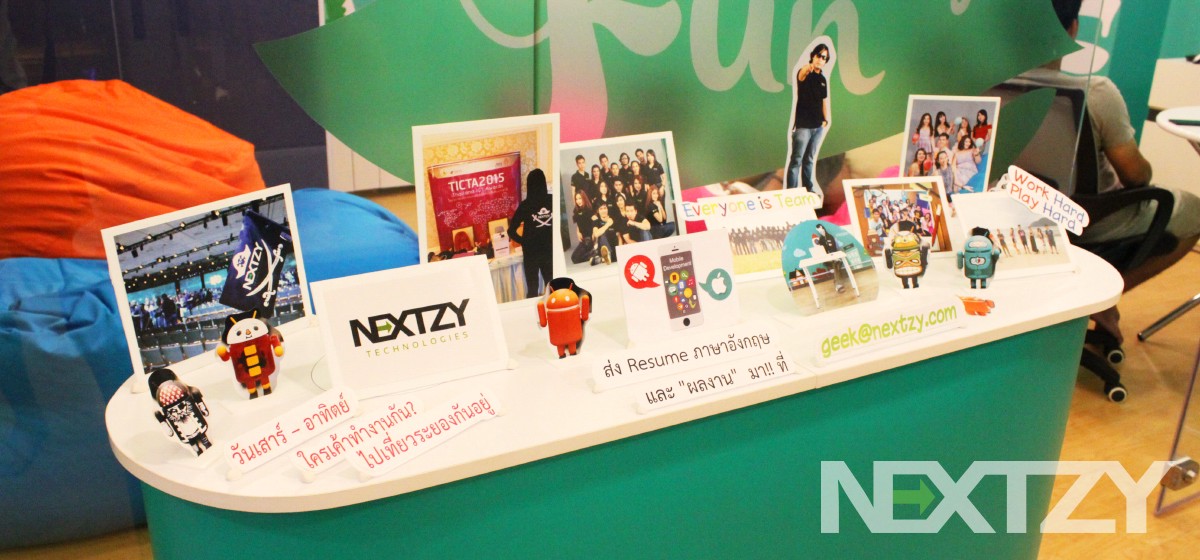 Fun
TICTA2015
NEXTZY
NEXTZY
TECHNOLOGIES
Everyone is Team
Work Hard
Play Hard
Mobile
Development
วันเสาร์ - อาทิตย์
ใครเค้าทำงานกัน?
ไปเที่ยวระยองกันอยู่
ส่ง Resume ภาษาอังกฤษ
และ "ผลงาน" มา!! ที่
geek@nextzy.com
NEXTZY